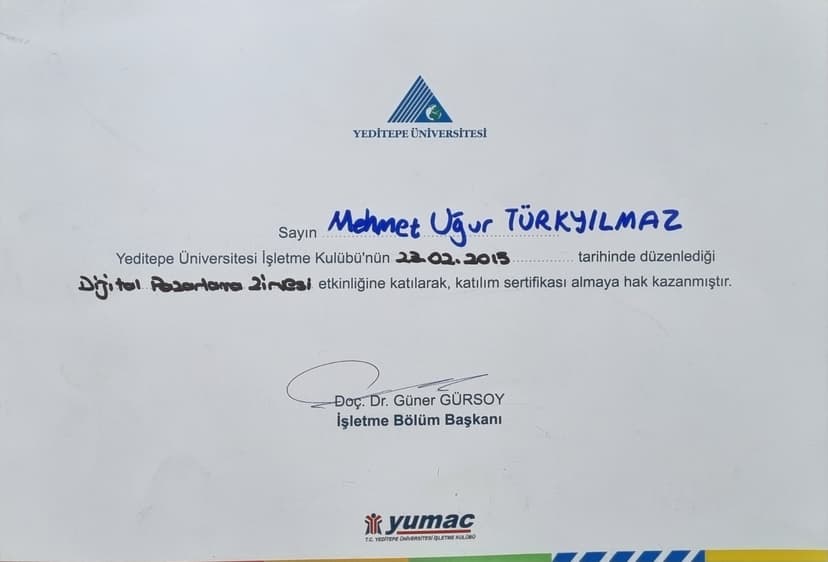 YEDİTEPE ÜNİVERSİTESİ
Sayın Mehmet Uğur TÜRKYILMAZ
Yeditepe Üniversitesi İşletme Kulübü'nün 23.02.2015 tarihinde düzenlediği
Dijital Pazarlama Zirvesi etkinliğine katılarak, katılım sertifikası almaya hak kazanmıştır.
Doç. Dr. Güner GÜRSOY
İşletme Bölüm Başkanı
yumac
T.C. YEDİTEPE ÜNİVERSİTESİ İŞLETME KULÜBÜ